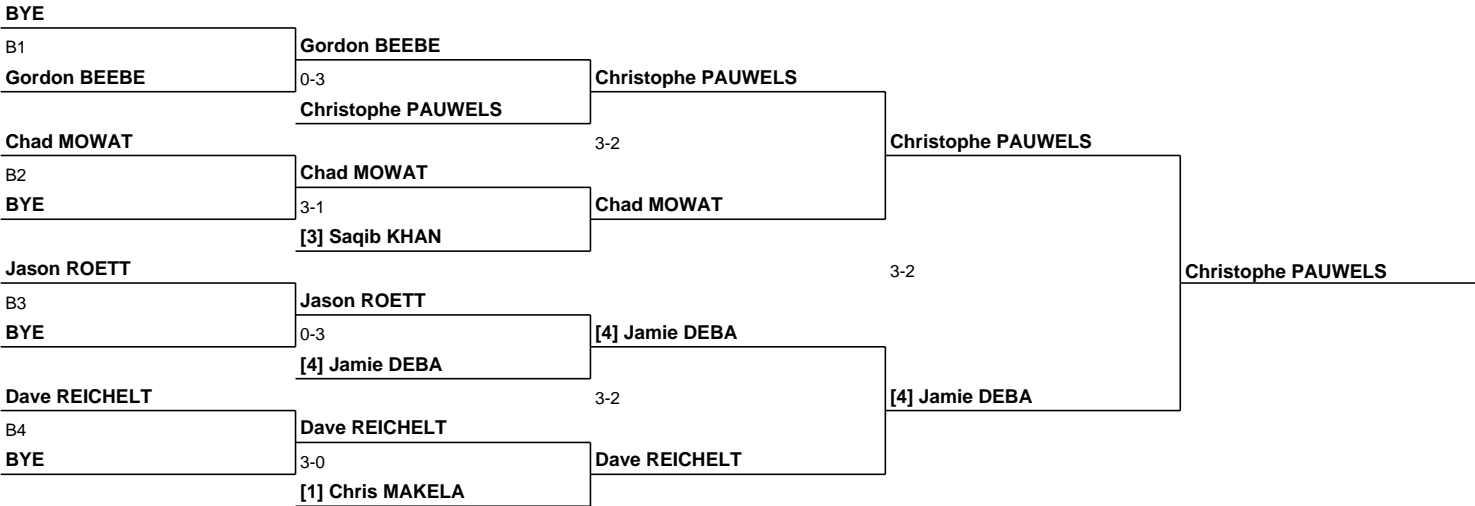 BYE
B1
Gordon BEEBE
Gordon BEEBE
0-3
Christophe PAUWELS
Christophe PAUWELS
Chad MOWAT
3-2
Christophe PAUWELS
B2
Chad MOWAT
BYE
3-1
Chad MOWAT
[3] Saqib KHAN
Jason ROETT
3-2
Christophe PAUWELS
B3
Jason ROETT
BYE
0-3
[4] Jamie DEBA
[4] Jamie DEBA
Dave REICHELT
3-2
[4] Jamie DEBA
B4
Dave REICHELT
BYE
3-0
Dave REICHELT
[1] Chris MAKELA